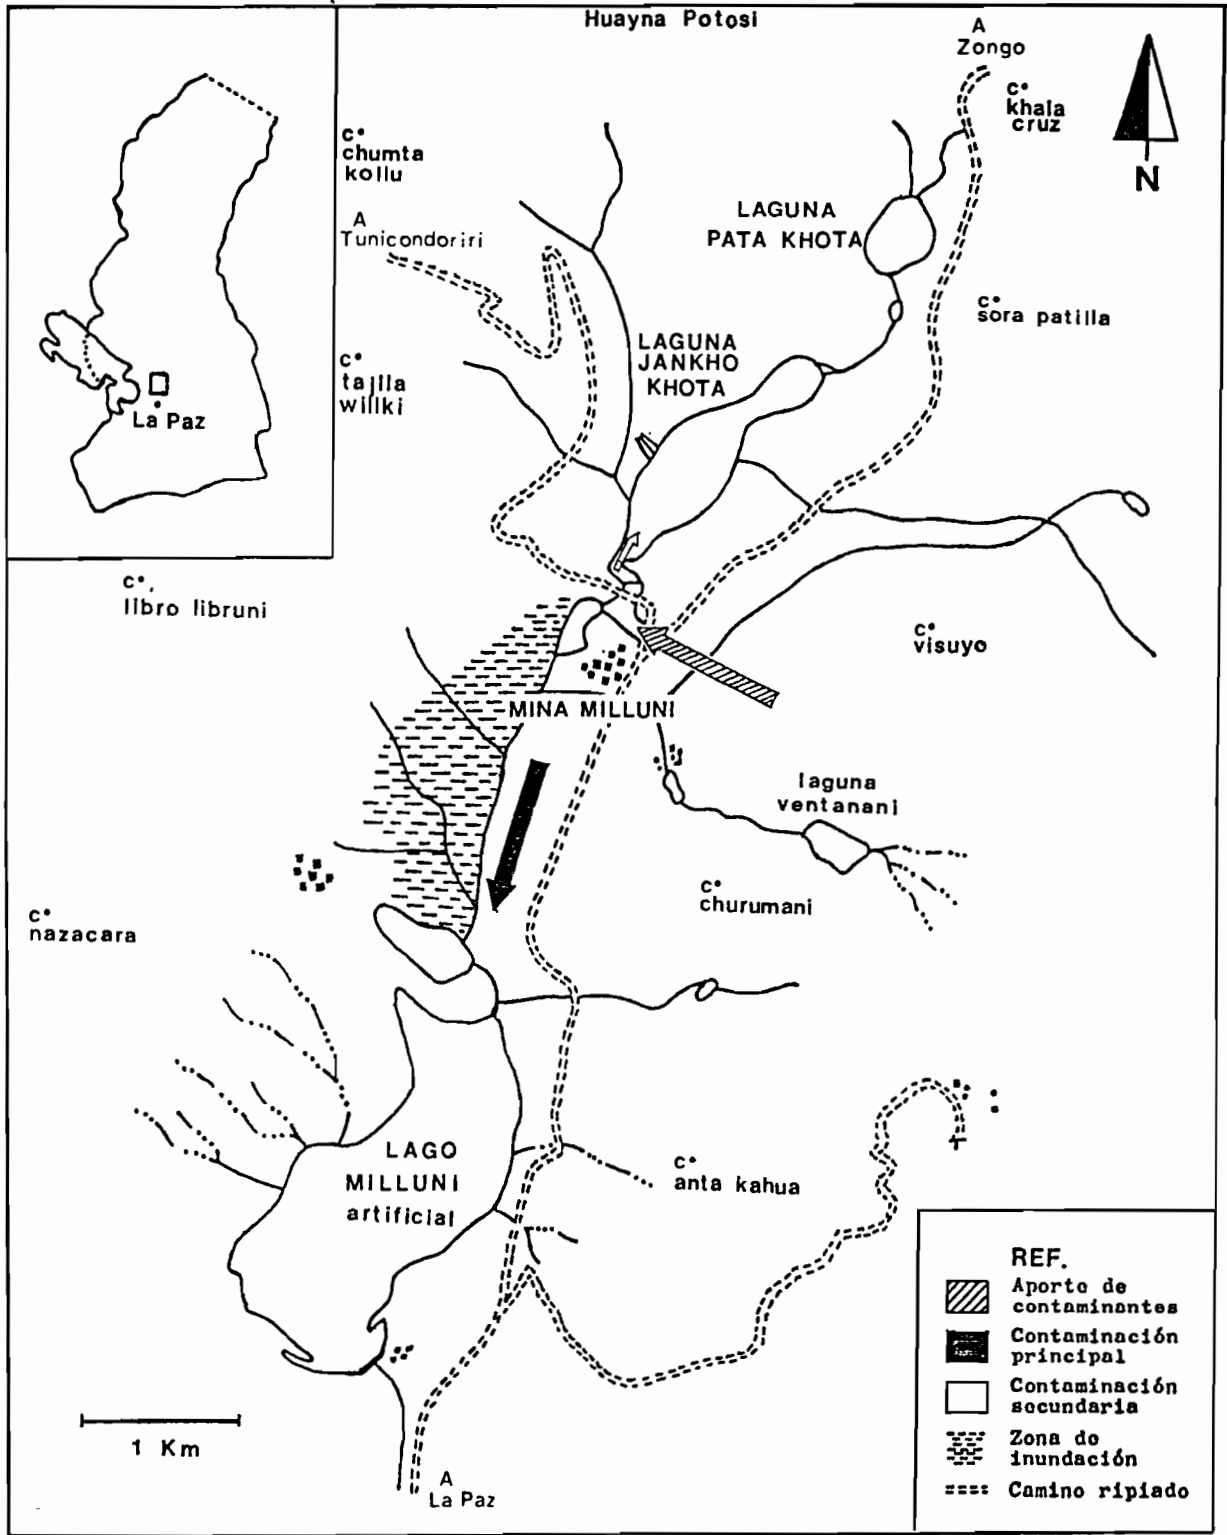 Huayna Potosi
A
Zongo
c°
khala
cruz
N
c°
chumta
kollu
A
Tunicondoriri
LAGUNA
PATA KHOTA
c°
sora patilla
LAGUNA
JANKHO
KHOTA
c°
tajlla
willki
La Paz
c°
libro libruni
c°
visuyo
MINA MILLUNI
laguna
ventanani
c°
churumani
c°
nazacara
LAGO
MILLUNI
artificial
c°
anta kahua
REF.
Aporte de
contaminantes
Contaminación
principal
Contaminación
secundaria
Zona de
inundación
Camino ripiado
1 Km
A
La Paz